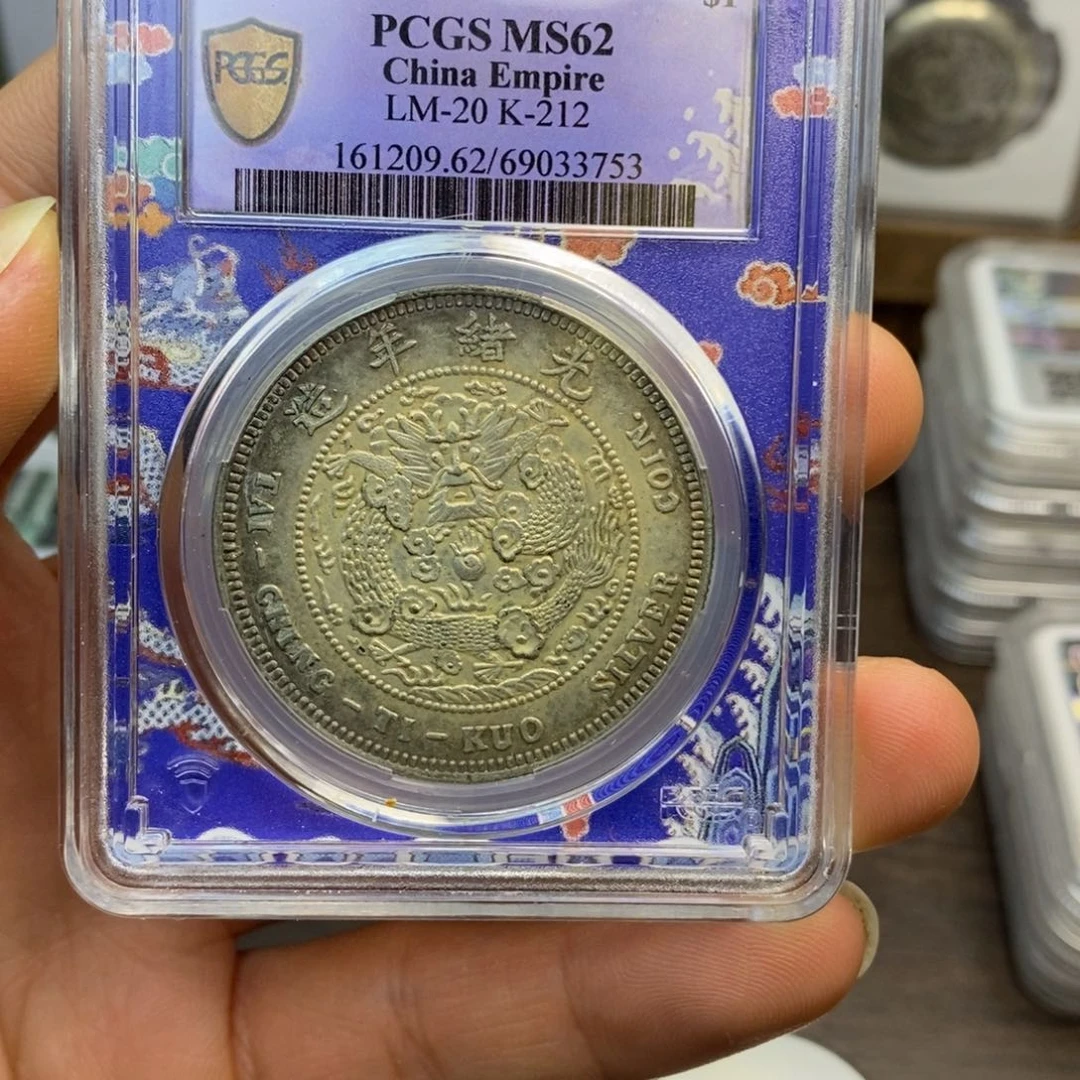 $1
PCGS MS62
China Empire
LM-20 K-212
161209.62/69033753
PCGS
光緒年造
TAI - CHING - TI - KUO SILVER COIN.